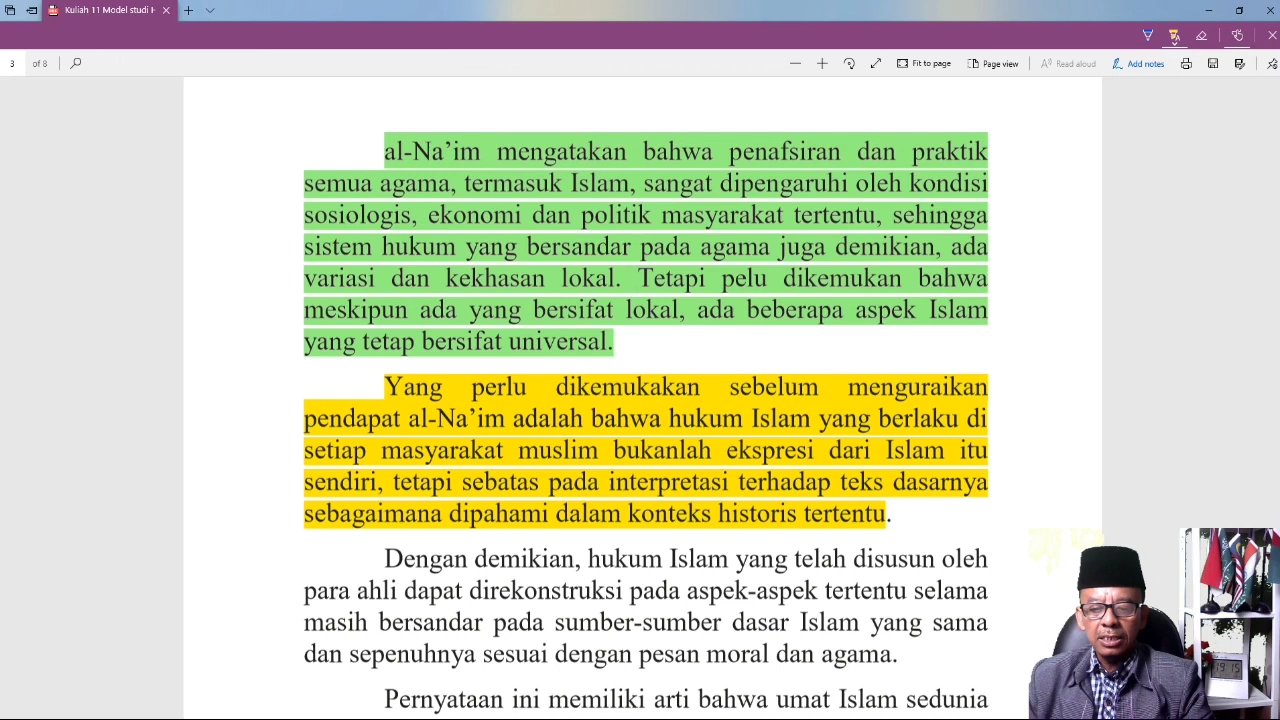 Kuliah 11 Model studi H
3 of 8
Fit to page
Page view
Read aloud
Add notes
al-Na’im mengatakan bahwa penafsiran dan praktik
semua agama, termasuk Islam, sangat dipengaruhi oleh kondisi
sosiologis, ekonomi dan politik masyarakat tertentu, sehingga
sistem hukum yang bersandar pada agama juga demikian, ada
variasi dan kekhasan lokal. Tetapi pelu dikemukan bahwa
meskipun ada yang bersifat lokal, ada beberapa aspek Islam
yang tetap bersifat universal.
Yang perlu dikemukakan sebelum menguraikan
pendapat al-Na’im adalah bahwa hukum Islam yang berlaku di
setiap masyarakat muslim bukanlah ekspresi dari Islam itu
sendiri, tetapi sebatas pada interpretasi terhadap teks dasarnya
sebagaimana dipahami dalam konteks historis tertentu.
Dengan demikian, hukum Islam yang telah disusun oleh
para ahli dapat direkonstruksi pada aspek-aspek tertentu selama
masih bersandar pada sumber-sumber dasar Islam yang sama
dan sepenuhnya sesuai dengan pesan moral dan agama.
Pernyataan ini memiliki arti bahwa umat Islam sedunia
19 15